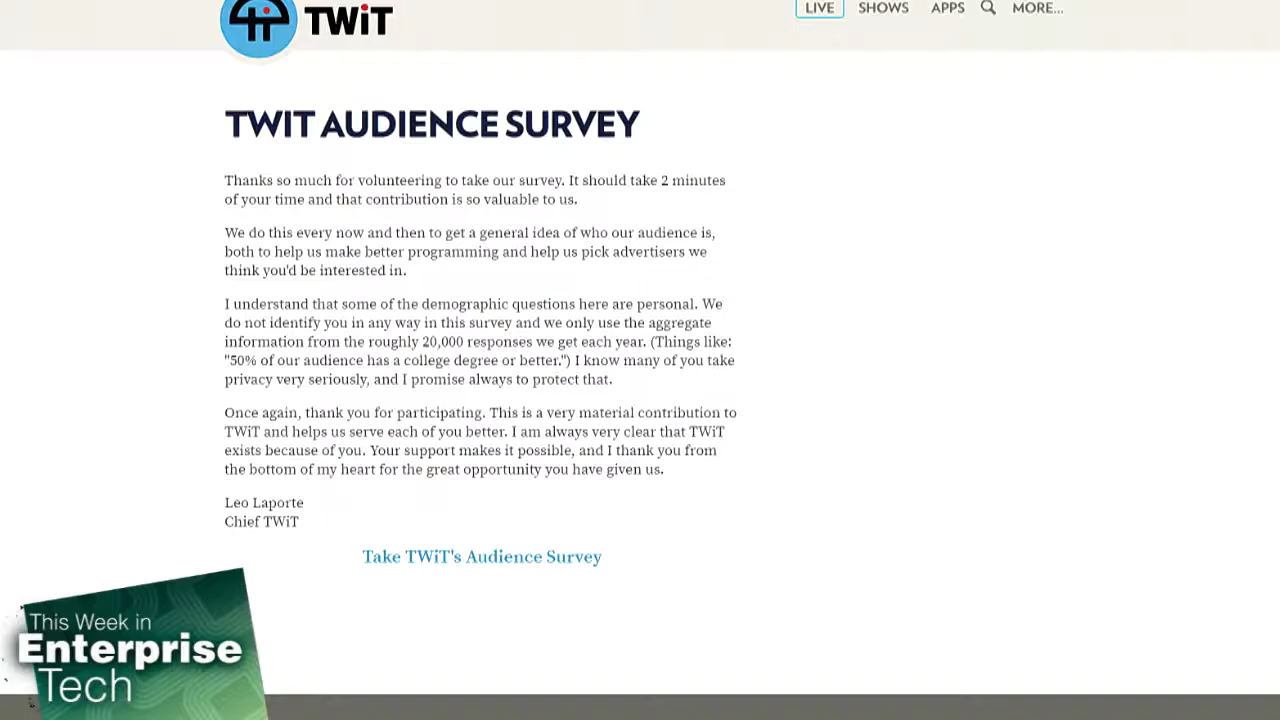 TWiT
LIVE SHOWS APPS MORE...
TWIT AUDIENCE SURVEY
Thanks so much for volunteering to take our survey. It should take 2 minutes
of your time and that contribution is so valuable to us.
We do this every now and then to get a general idea of who our audience is,
both to help us make better programming and help us pick advertisers we
think you'd be interested in.
I understand that some of the demographic questions here are personal. We
do not identify you in any way in this survey and we only use the aggregate
information from the roughly 20,000 responses we get each year. (Things like:
"50% of our audience has a college degree or better.") I know many of you take
privacy very seriously, and I promise always to protect that.
Once again, thank you for participating. This is a very material contribution to
TWiT and helps us serve each of you better. I am always very clear that TWiT
exists because of you. Your support makes it possible, and I thank you from
the bottom of my heart for the great opportunity you have given us.
Leo Laporte
Chief TWiT
Take TWiT's Audience Survey
This Week in
Enterprise
Tech